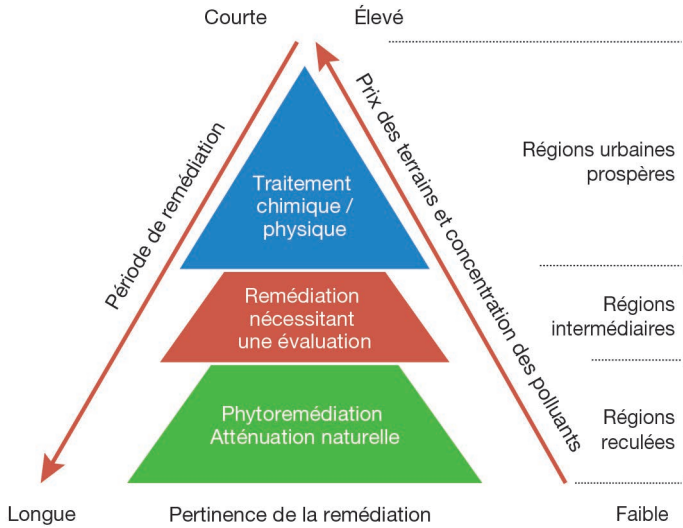 Courte
Élevé
Période de remédiation
Prix des terrains et concentration des polluants
Traitement
chimique /
physique
Régions urbaines
prospères
Remédiation
nécessitant
une évaluation
Régions
intermédiaires
Phytoremédiation
Atténuation naturelle
Régions
reculées
Longue
Pertinence de la remédiation
Faible